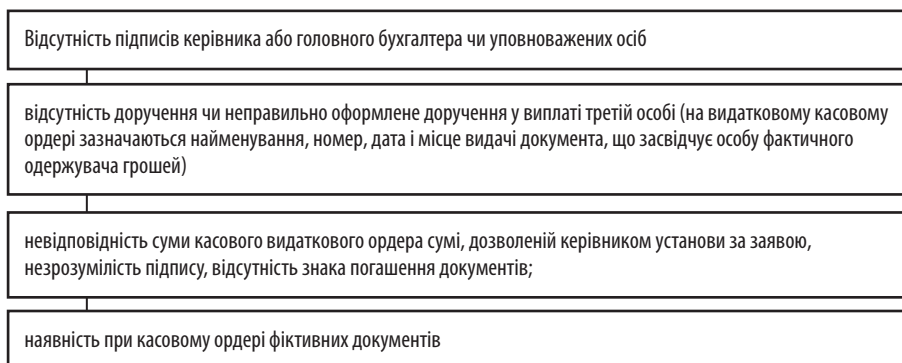 Відсутність підписів керівника або головного бухгалтера чи уповноважених осіб
відсутність доручення чи неправильно оформлене доручення у виплаті третій особі (на видатковому касовому
ордері зазначаються найменування, номер, дата і місце видачі документа, що засвідчує особу фактичного
одержувача грошей)
невідповідність суми касового видаткового ордера сумі, дозволеній керівником установи за заявою,
незрозумілість підпису, відсутність знака погашення документів;
наявність при касовому ордері фіктивних документів